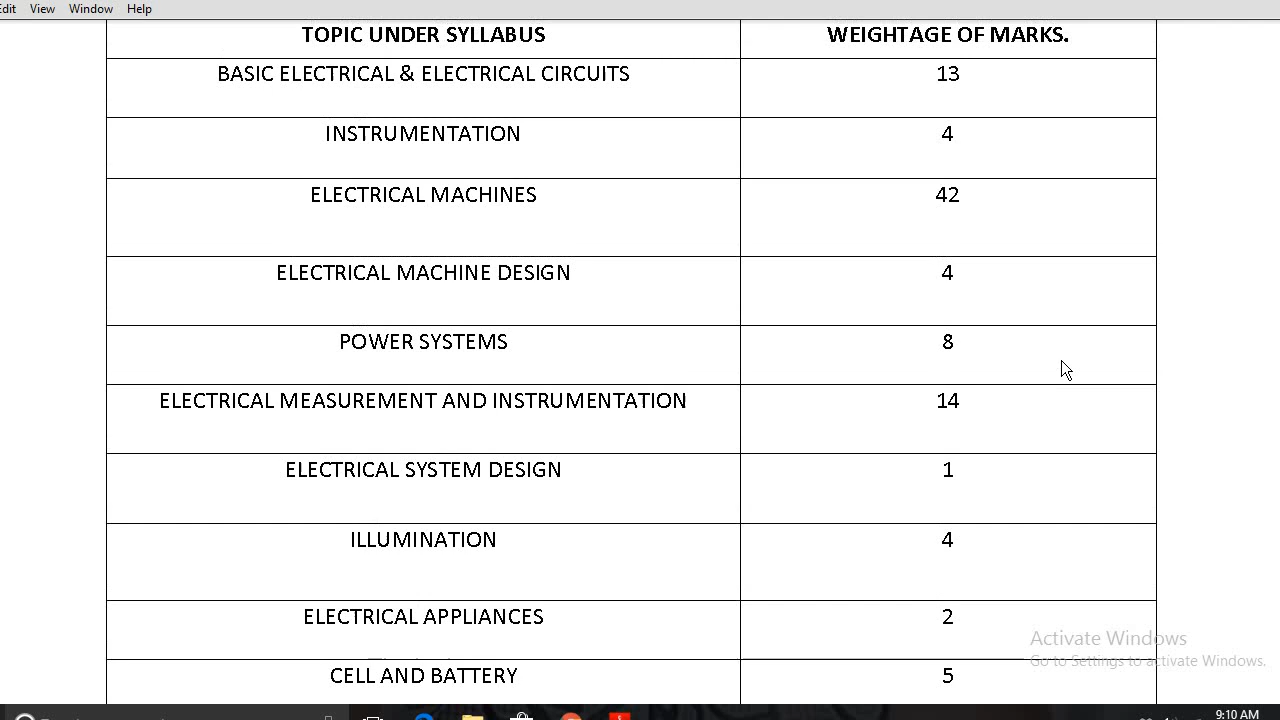 Edit View Window Help
TOPIC UNDER SYLLABUS WEIGHTAGE OF MARKS.
BASIC ELECTRICAL & ELECTRICAL CIRCUITS 13
INSTRUMENTATION 4
ELECTRICAL MACHINES 42
ELECTRICAL MACHINE DESIGN 4
POWER SYSTEMS 8
ELECTRICAL MEASUREMENT AND INSTRUMENTATION 14
ELECTRICAL SYSTEM DESIGN 1
ILLUMINATION 4
ELECTRICAL APPLIANCES 2
Activate Windows
Go to Settings to activate Windows.
CELL AND BATTERY 5
9:10 AM